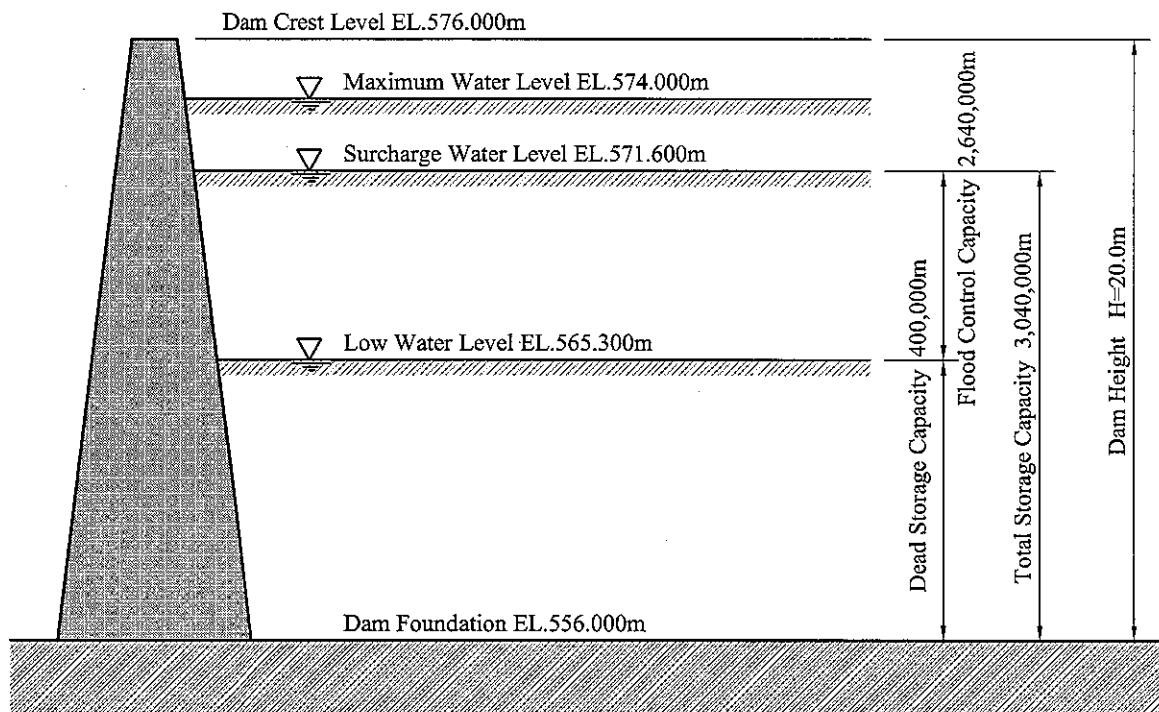 Dam Crest Level EL.576.000m
Maximum Water Level EL.574.000m
Surcharge Water Level EL.571.600m
Low Water Level EL.565.300m
Dam Foundation EL.556.000m
Dead Storage Capacity 400,000m
Flood Control Capacity 2,640,000m
Total Storage Capacity 3,040,000m
Dam Height H=20.0m